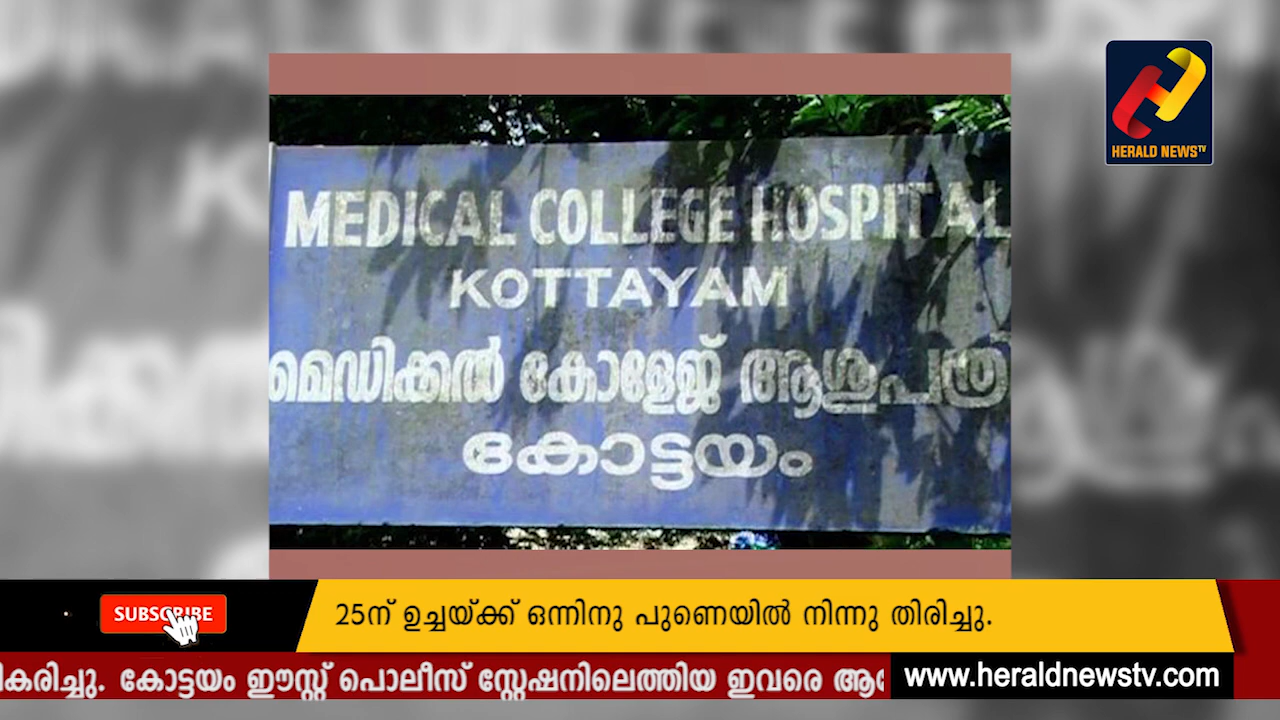 HERALD NEWS TV
MEDICAL COLLEGE HOSPITAL
KOTTAYAM
മെഡിക്കൽ കോളേജ് ആശുപത്രി
കോട്ടയം
SUBSCRIBE
25ന് ഉച്ചയ്ക്ക് ഒന്നിനു പുണെയിൽ നിന്നു തിരിച്ചു.
കോട്ടയം ഈസ്റ്റ് പൊലീസ് സ്റ്റേഷനിലെത്തിയ ഇവരെ
www.heraldnewstv.com